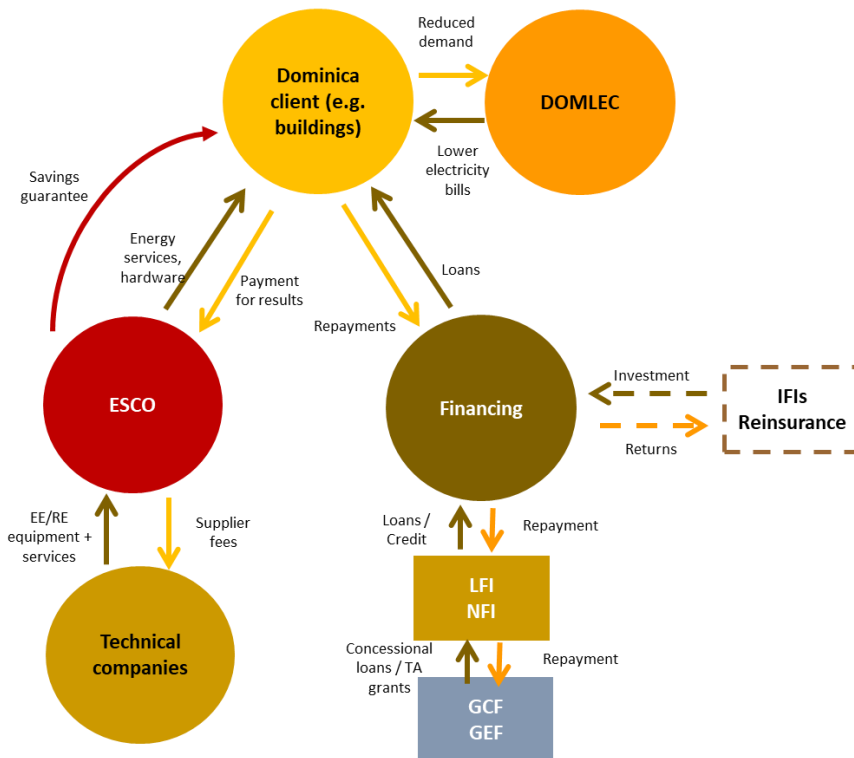 Reduced
demand
Dominica
client (e.g.
buildings)
DOMLEC
Lower
electricity
bills
Savings
guarantee
Energy
services,
hardware
Payment
for results
Loans
Repayments
ESCO
Financing
Investment
IFIs
Reinsurance
Returns
EE/RE
equipment +
services
Supplier
fees
Loans /
Credit
Repayment
LFI
NFI
Technical
companies
Concessional
loans / TA
grants
Repayment
GCF
GEF